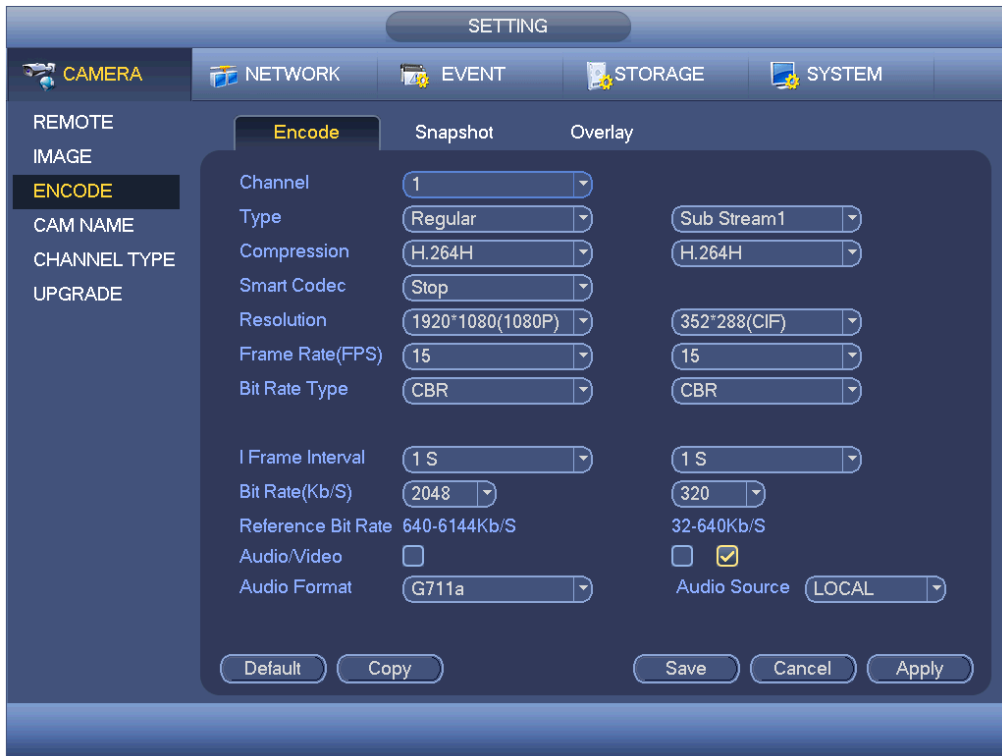 SETTING
CAMERA NETWORK EVENT STORAGE SYSTEM
REMOTE
IMAGE
ENCODE
CAM NAME
CHANNEL TYPE
UPGRADE
Encode Snapshot Overlay
Channel 1
Type Regular Sub Stream1
Compression H.264H H.264H
Smart Codec Stop
Resolution 1920*1080(1080P) 352*288(CIF)
Frame Rate(FPS) 15 15
Bit Rate Type CBR CBR
I Frame Interval 1 S 1 S
Bit Rate(Kb/S) 2048 320
Reference Bit Rate 640-6144Kb/S 32-640Kb/S
Audio/Video
Audio Format G711a Audio Source LOCAL
Default Copy Save Cancel Apply